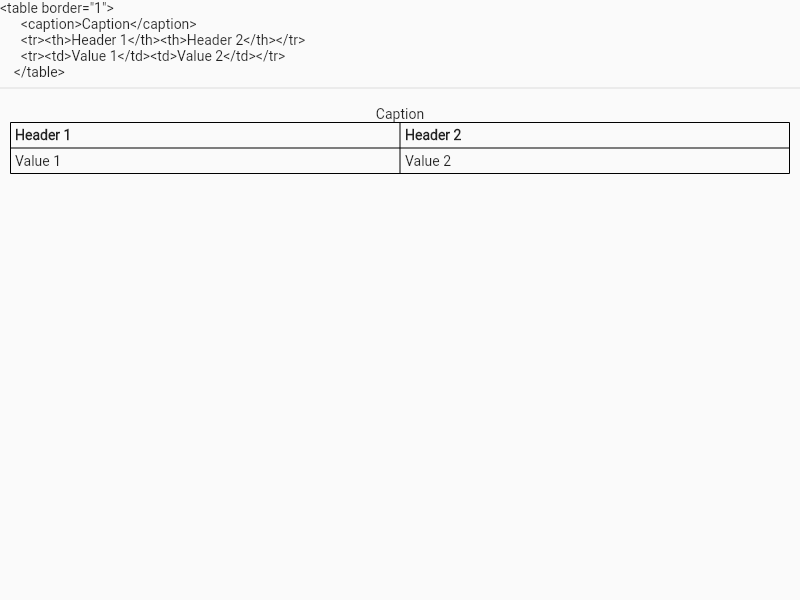 <table border="1">
<caption>Caption</caption>
<tr><th>Header 1</th><th>Header 2</th></tr>
<tr><td>Value 1</td><td>Value 2</td></tr>
</table>
Caption
Header 1 Header 2
Value 1 Value 2